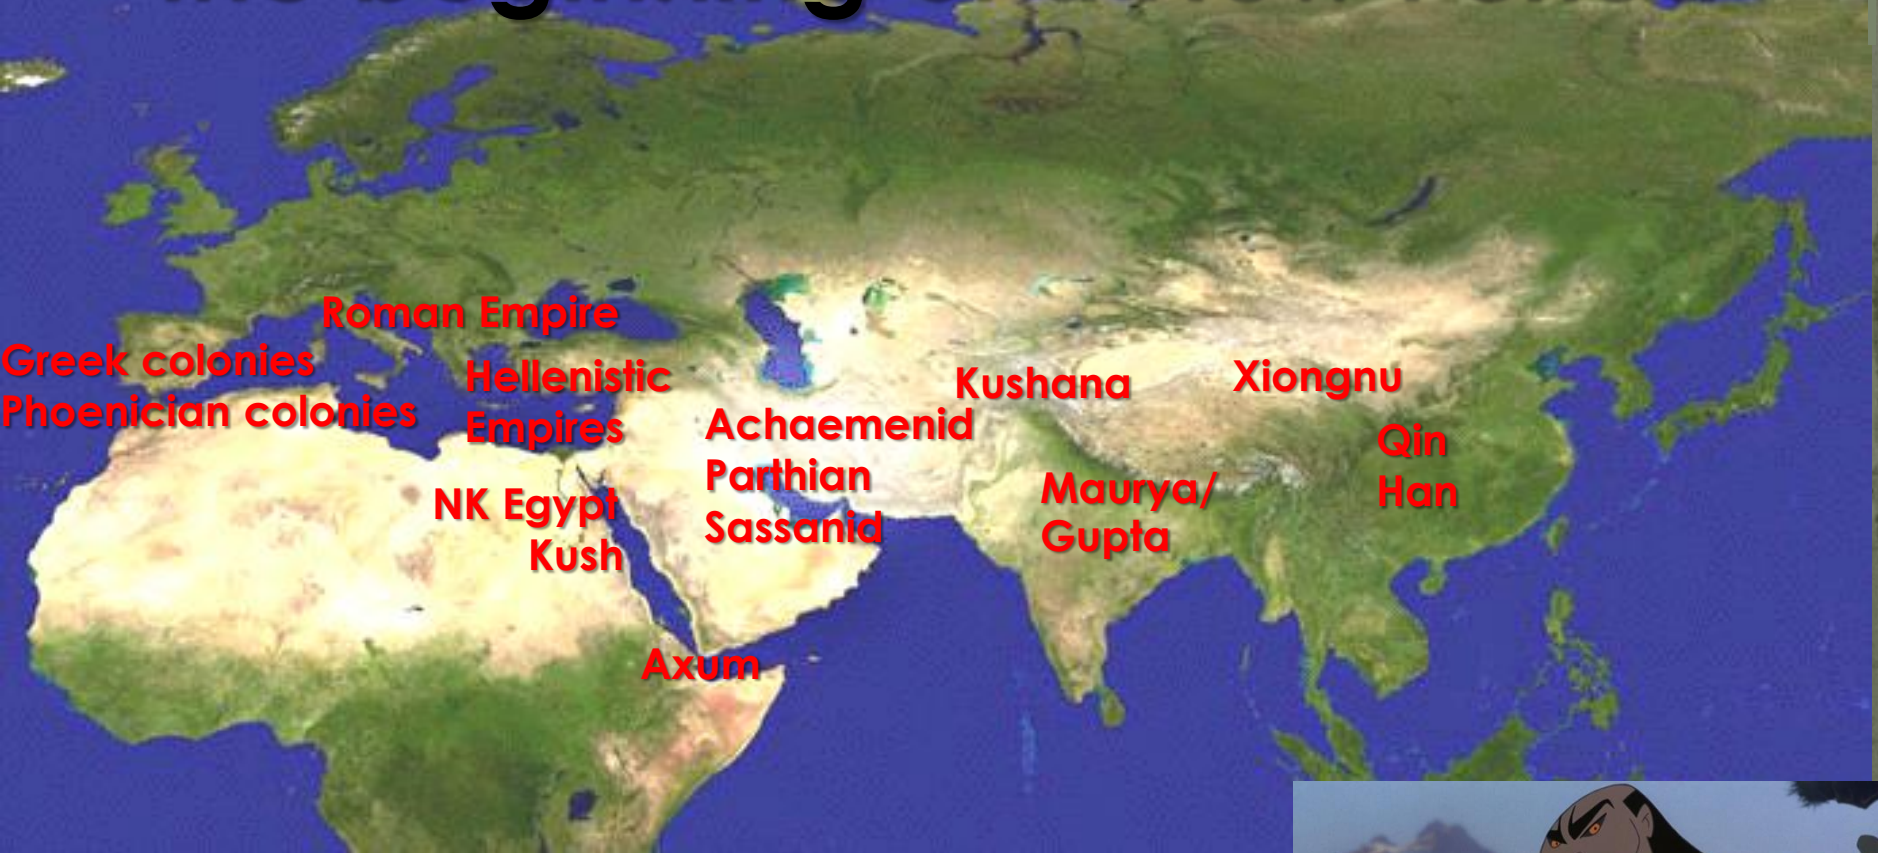 Roman Empire
Greek colonies
Phoenician colonies
Hellenistic
Empires
NK Egypt
Kush
Axum
Achaemenid
Parthian
Sassanid
Kushana
Maurya/
Gupta
Xiongnu
Qin
Han